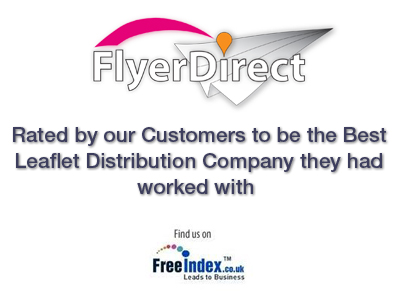 FlyerDirect
Rated by our Customers to be the Best
Leaflet Distribution Company they had
worked with
Find us on
FreeIndex.co.uk™
Leads to Business